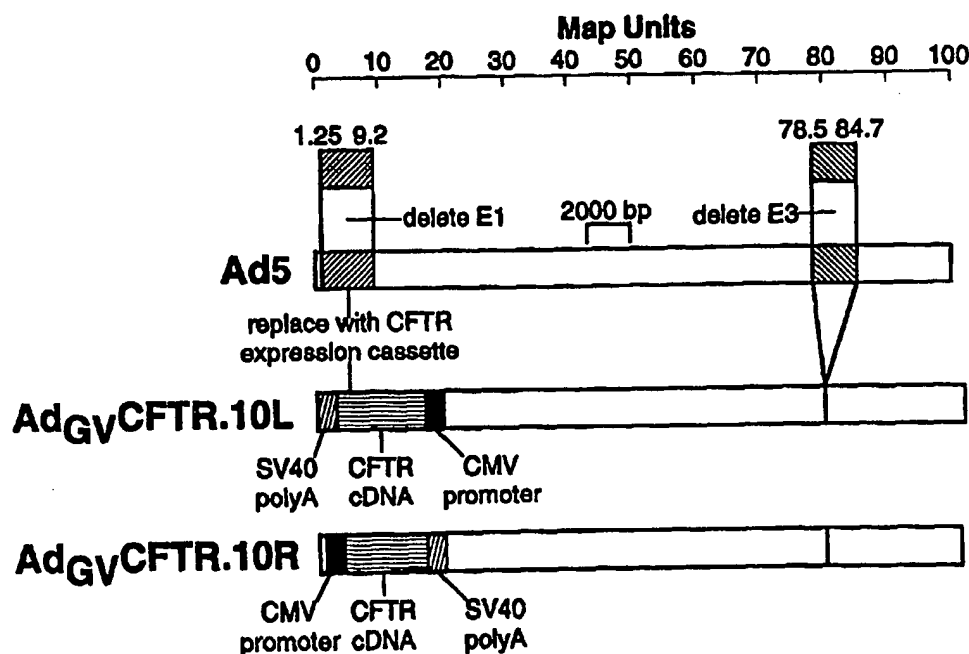 Map Units
0 10 20 30 40 50 60 70 80 90 100
1.25 9.2 78.5 84.7
delete E1 2000 bp delete E3
Ad5
replace with CFTR
expression cassette
AdGVCFTR.10L
SV40 CFTR CMV
polyA cDNA promoter
AdGVCFTR.10R
CMV CFTR SV40
promoter cDNA polyA